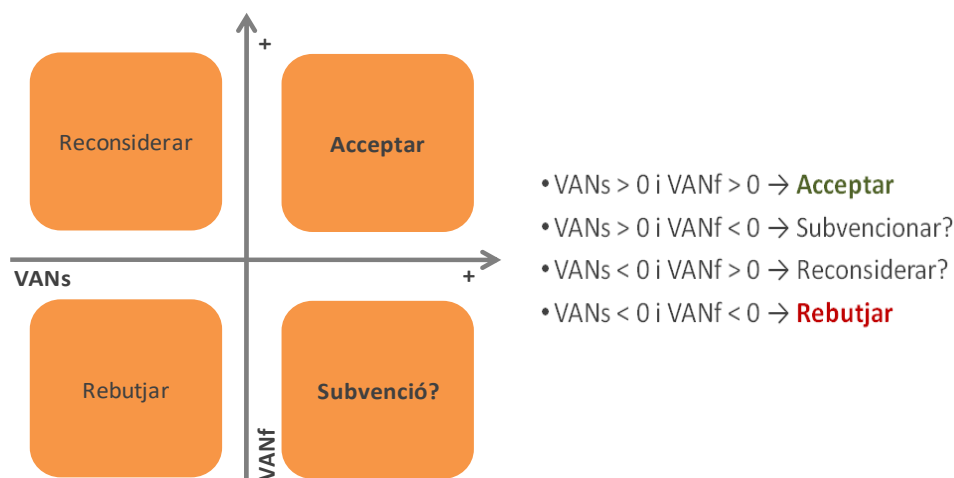 +
Reconsiderar
Acceptar
VANs
+
Rebutjar
Subvenció?
VANf
• VANs > 0 i VANf > 0 → Acceptar
• VANs > 0 i VANf < 0 → Subvencionar?
• VANs < 0 i VANf > 0 → Reconsiderar?
• VANs < 0 i VANf < 0 → Rebutjar